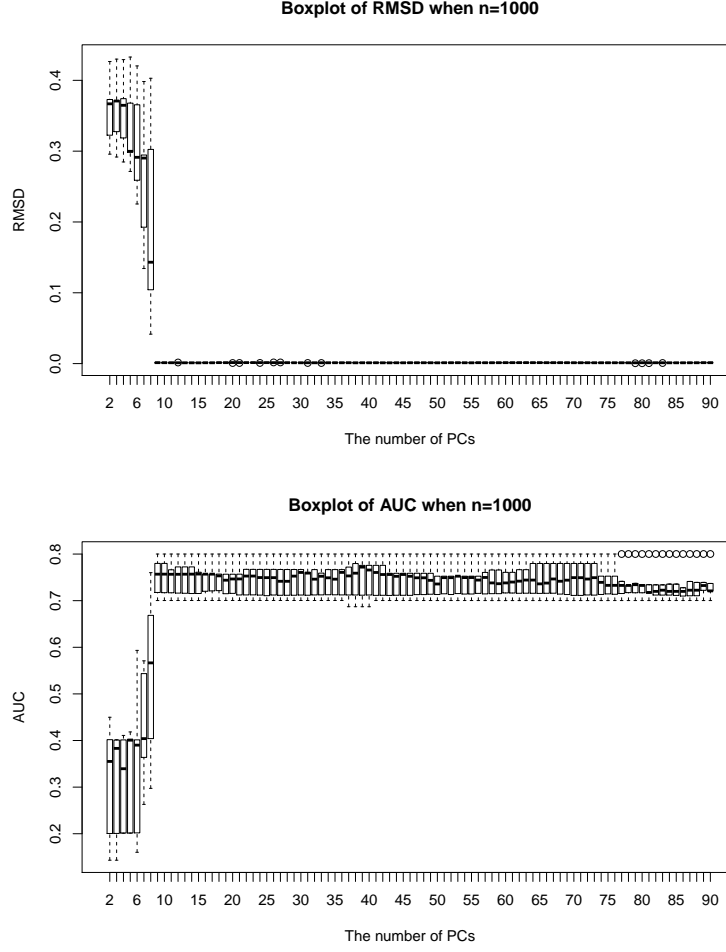 Boxplot of RMSD when n=1000
RMSD
0.4
0.3
0.2
0.1
0.0
2 6 10 15 20 25 30 35 40 45 50 55 60 65 70 75 80 85 90
The number of PCs
Boxplot of AUC when n=1000
AUC
0.8
0.7
0.6
0.5
0.4
0.3
0.2
2 6 10 15 20 25 30 35 40 45 50 55 60 65 70 75 80 85 90
The number of PCs